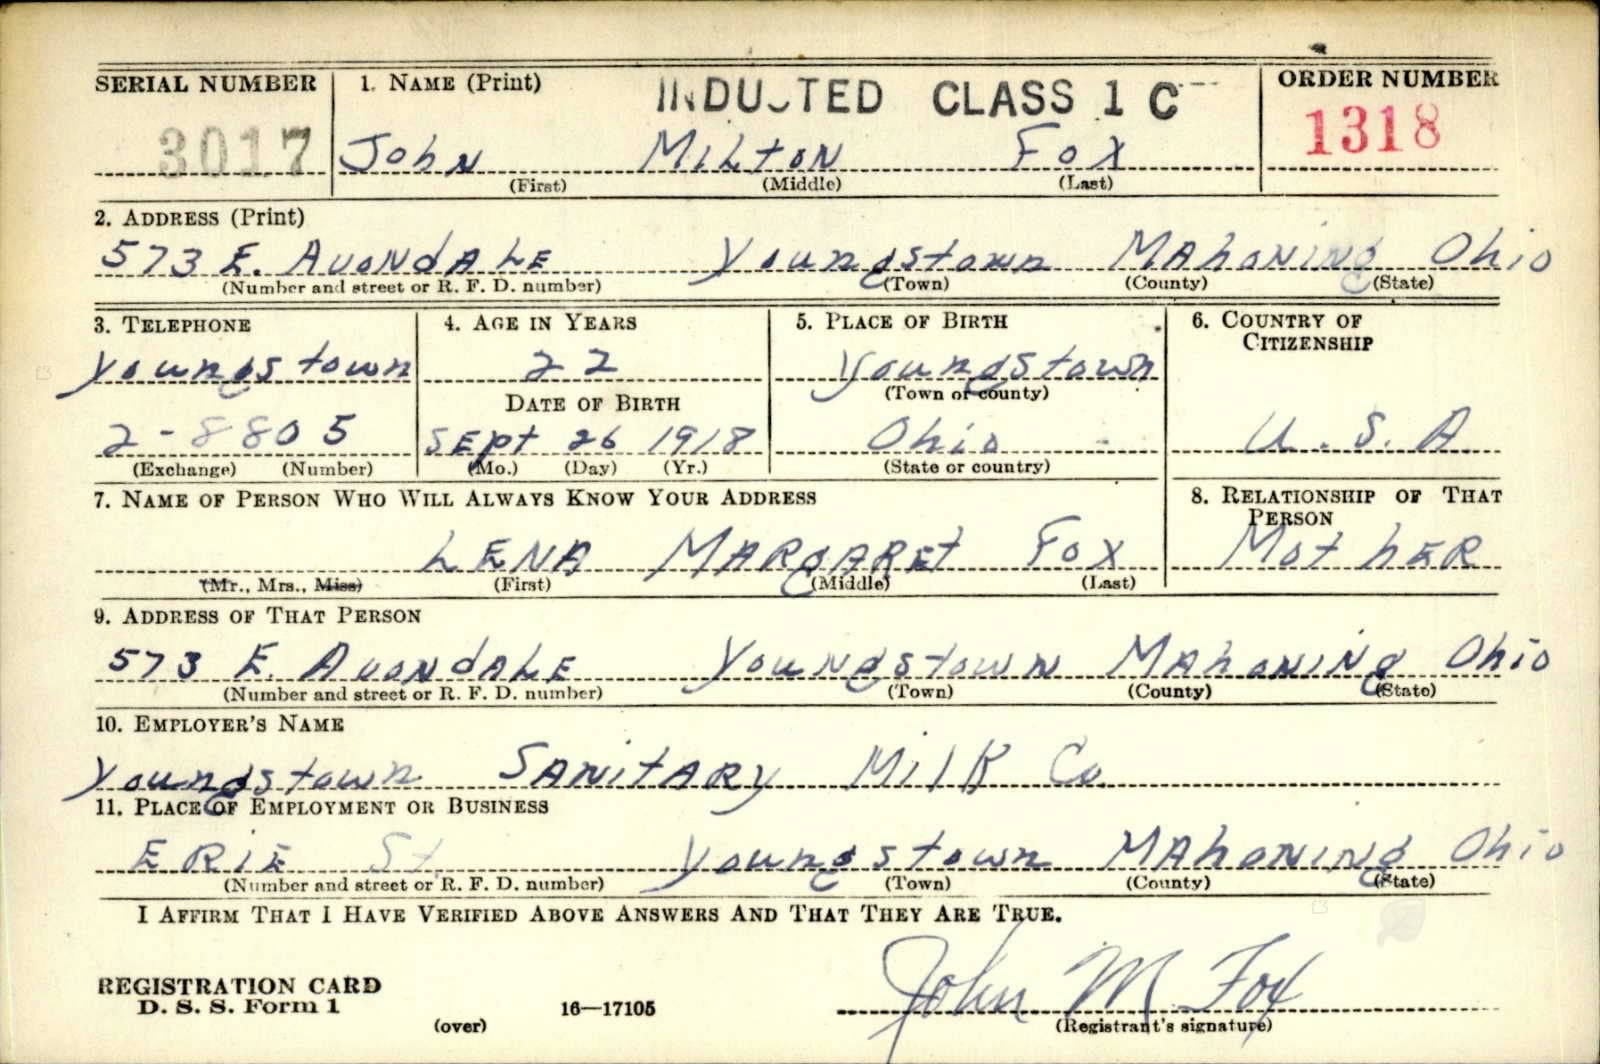 SERIAL NUMBER 1. NAME (Print) INDUCTED CLASS 1 C ORDER NUMBER
3017 John Milton Fox 1318
(First) (Middle) (Last)
2. ADDRESS (Print)
573 E. Avondale Youngstown Mahoning Ohio
(Number and street or R. F. D. number) (Town) (County) (State)
3. TELEPHONE 4. AGE IN YEARS 5. PLACE OF BIRTH 6. COUNTRY OF
CITIZENSHIP
Youngstown 22 Youngstown
DATE OF BIRTH (Town or county)
2-8805 Sept 26 1918 Ohio U.S.A
(Exchange) (Number) (Mo.) (Day) (Yr.) (State or country)
7. NAME OF PERSON WHO WILL ALWAYS KNOW YOUR ADDRESS 8. RELATIONSHIP OF THAT
PERSON
LENA MARGARET FOX MOTHER
(Mr., Mrs., Miss) (First) (Middle) (Last)
9. ADDRESS OF THAT PERSON
573 E. Avondale Youngstown Mahoning Ohio
(Number and street or R. F. D. number) (Town) (County) (State)
10. EMPLOYER'S NAME
Youngstown Sanitary Milk Co.
11. PLACE OF EMPLOYMENT OR BUSINESS
Erie St. Youngstown Mahoning Ohio
(Number and street or R. F. D. number) (Town) (County) (State)
I AFFIRM THAT I HAVE VERIFIED ABOVE ANSWERS AND THAT THEY ARE TRUE.
John M Fox
REGISTRATION CARD
D. S. S. Form 1 16—17105
(over) (Registrant's signature)